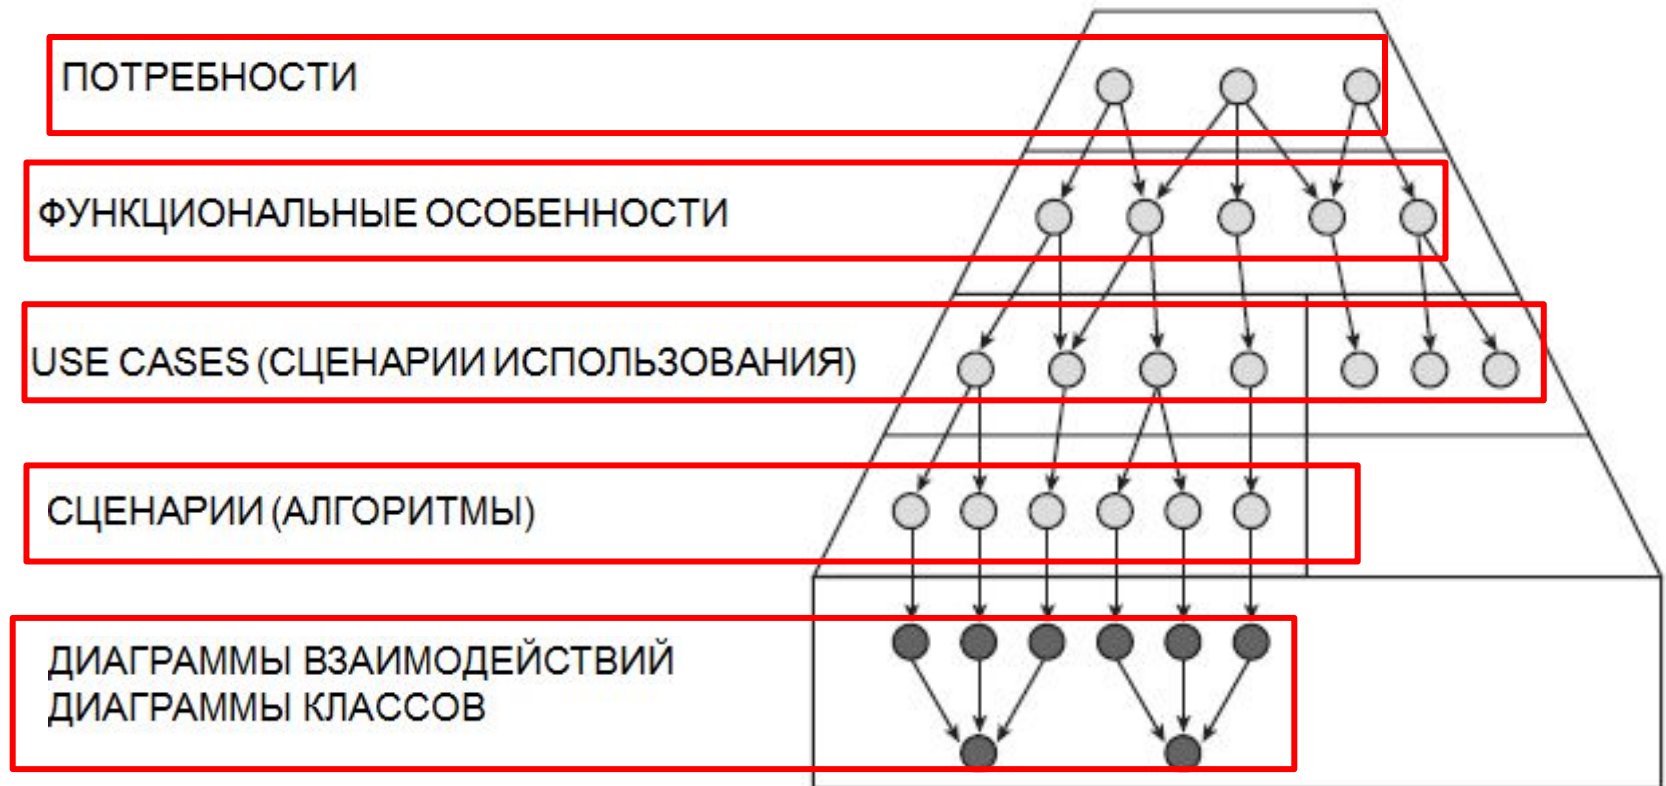 ПОТРЕБНОСТИ
ФУНКЦИОНАЛЬНЫЕ ОСОБЕННОСТИ
USE CASES (СЦЕНАРИИ ИСПОЛЬЗОВАНИЯ)
СЦЕНАРИИ (АЛГОРИТМЫ)
ДИАГРАММЫ ВЗАИМОДЕЙСТВИЙ
ДИАГРАММЫ КЛАССОВ